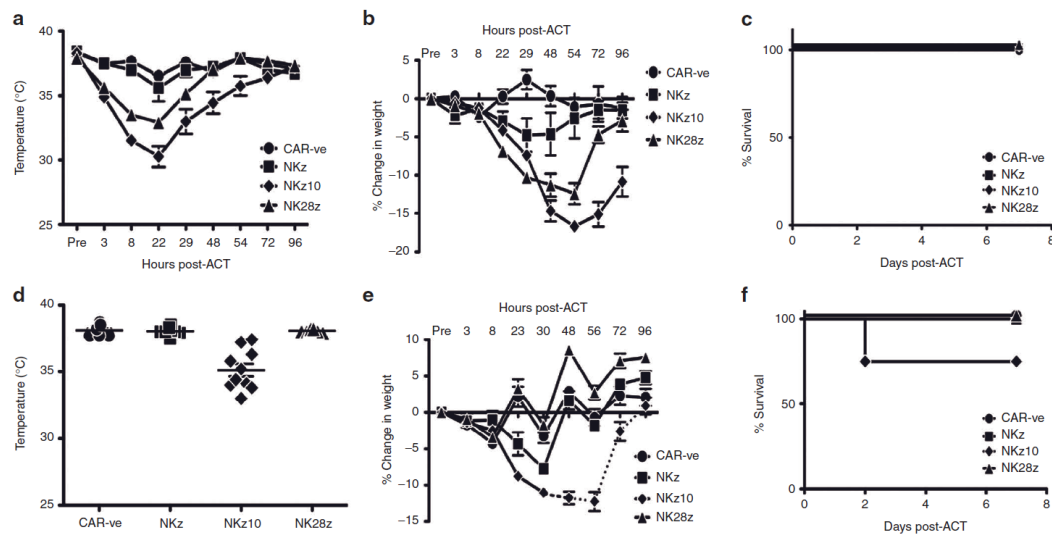 a
Temperature (°C)
40
35
30
25
Pre 3 8 22 29 48 54 72 96
Hours post-ACT
CAR-ve
NKz
NKz10
NK28z
b
Hours post-ACT
Pre 3 8 22 29 48 54 72 96
% Change in weight
5
0
−5
−10
−15
−20
CAR-ve
NKz
NKz10
NK28z
c
% Survival
100
50
0
0 2 4 6 8
Days post-ACT
CAR-ve
NKz
NKz10
NK28z
d
Temperature (°C)
40
35
30
25
CAR-ve NKz NKz10 NK28z
e
Hours post-ACT
Pre 3 8 23 30 48 56 72 96
% Change in weight
10
5
0
−5
−10
−15
CAR-ve
NKz
NKz10
NK28z
f
% Survival
100
50
0
0 2 4 6 8
Days post-ACT
CAR-ve
NKz
NKz10
NK28z